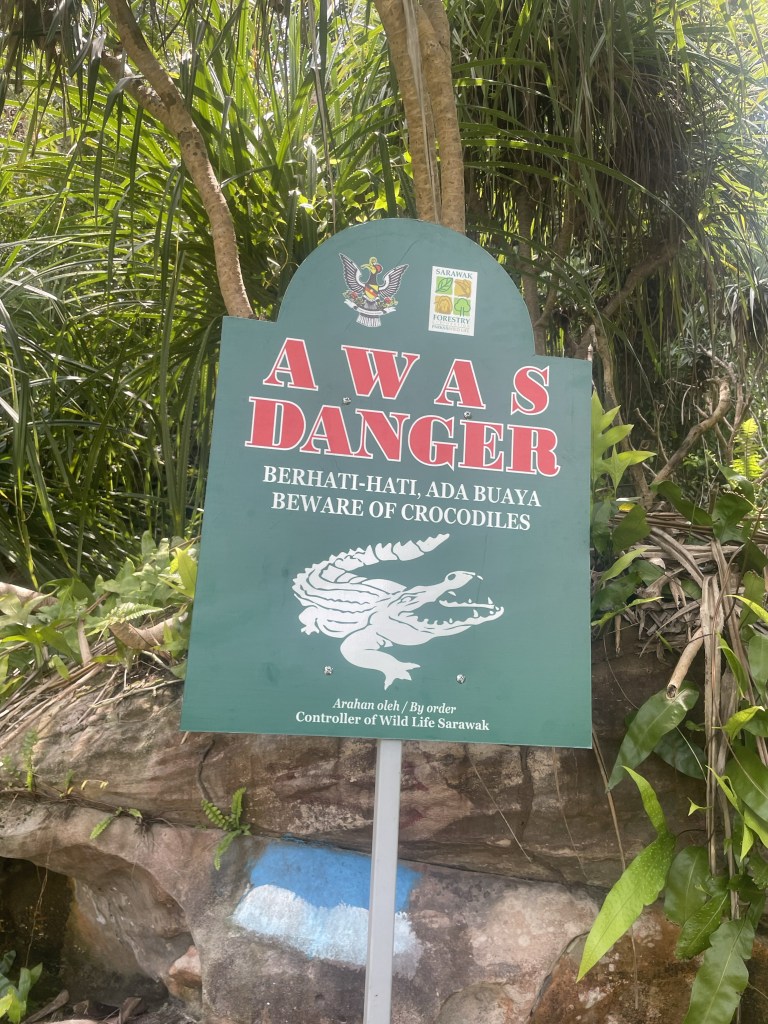 SARAWAK
FORESTRY
AWAS
DANGER
BERHATI-HATI, ADA BUAYA
BEWARE OF CROCODILES
Arahan oleh / By order
Controller of Wild Life Sarawak